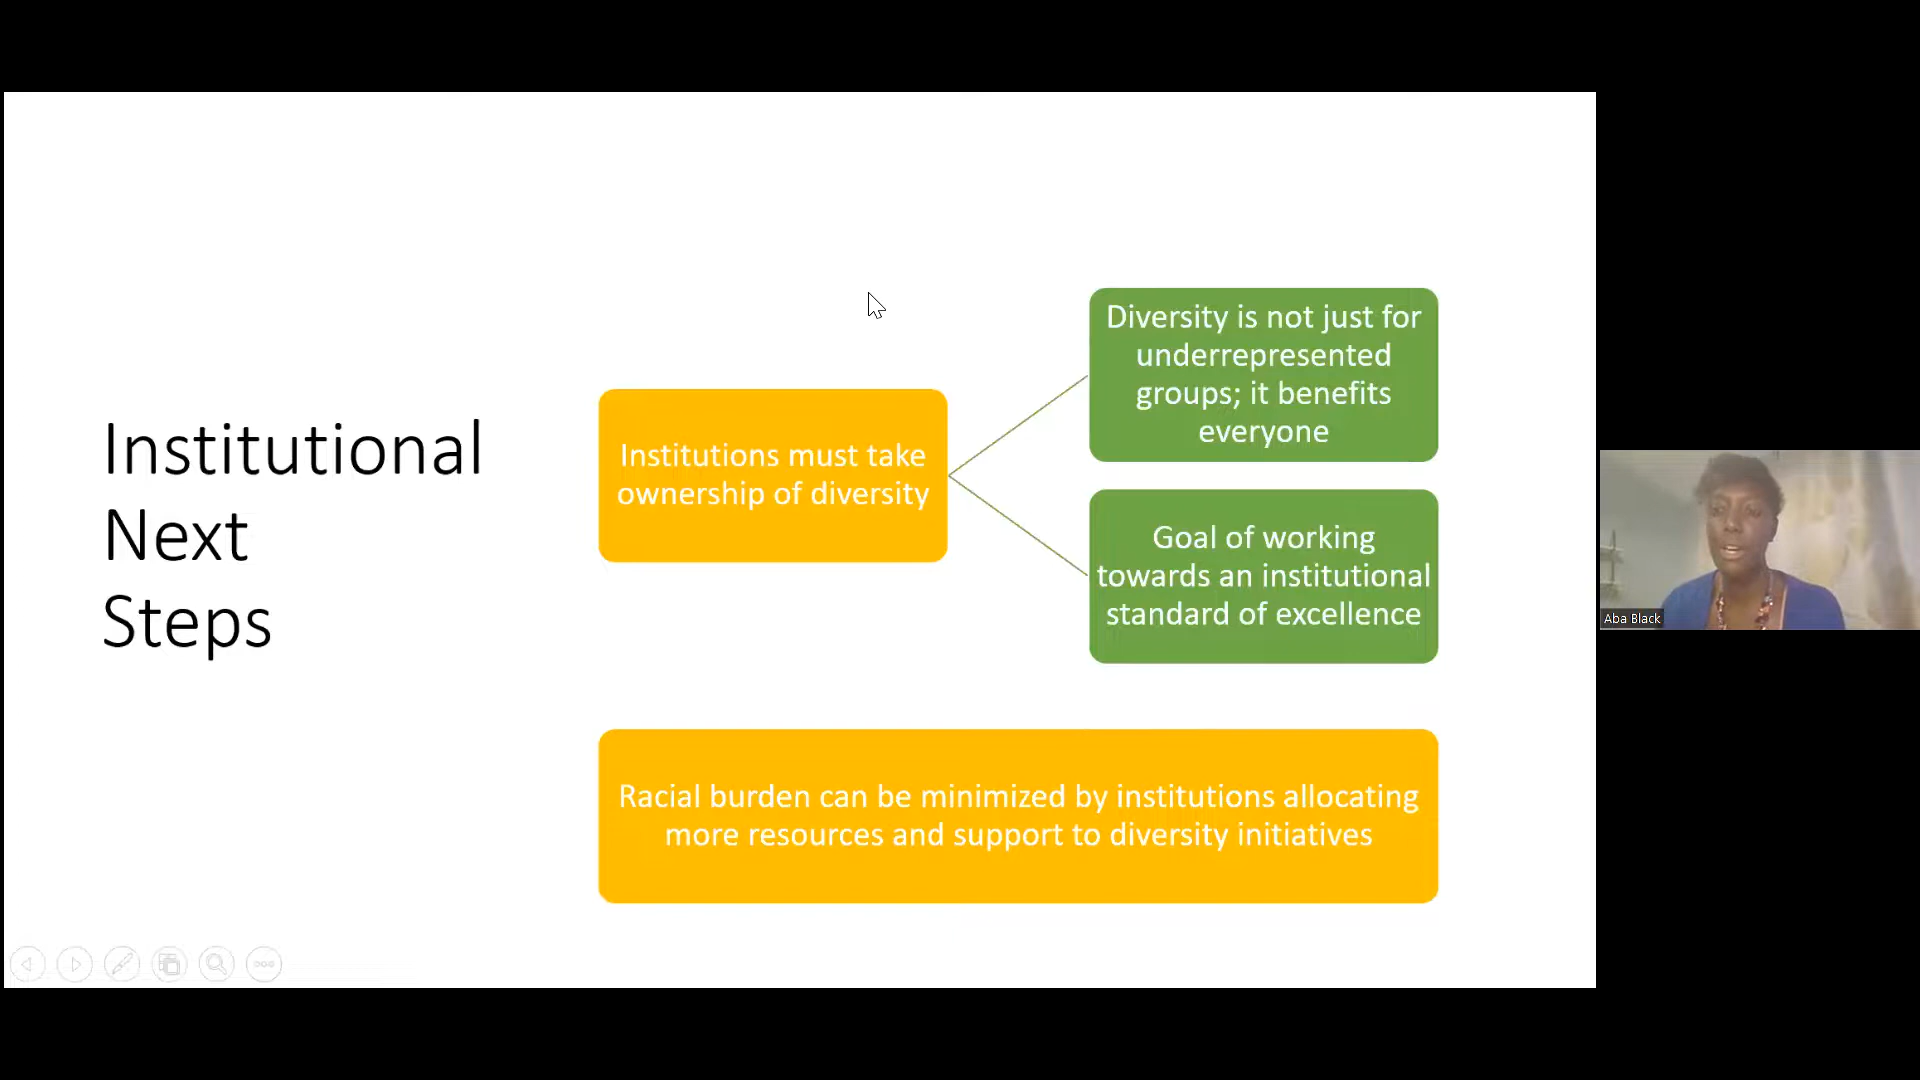 Institutional
Next
Steps
Institutions must take
ownership of diversity
Diversity is not just for
underrepresented
groups; it benefits
everyone
Goal of working
towards an institutional
standard of excellence
Racial burden can be minimized by institutions allocating
more resources and support to diversity initiatives
Aba Black